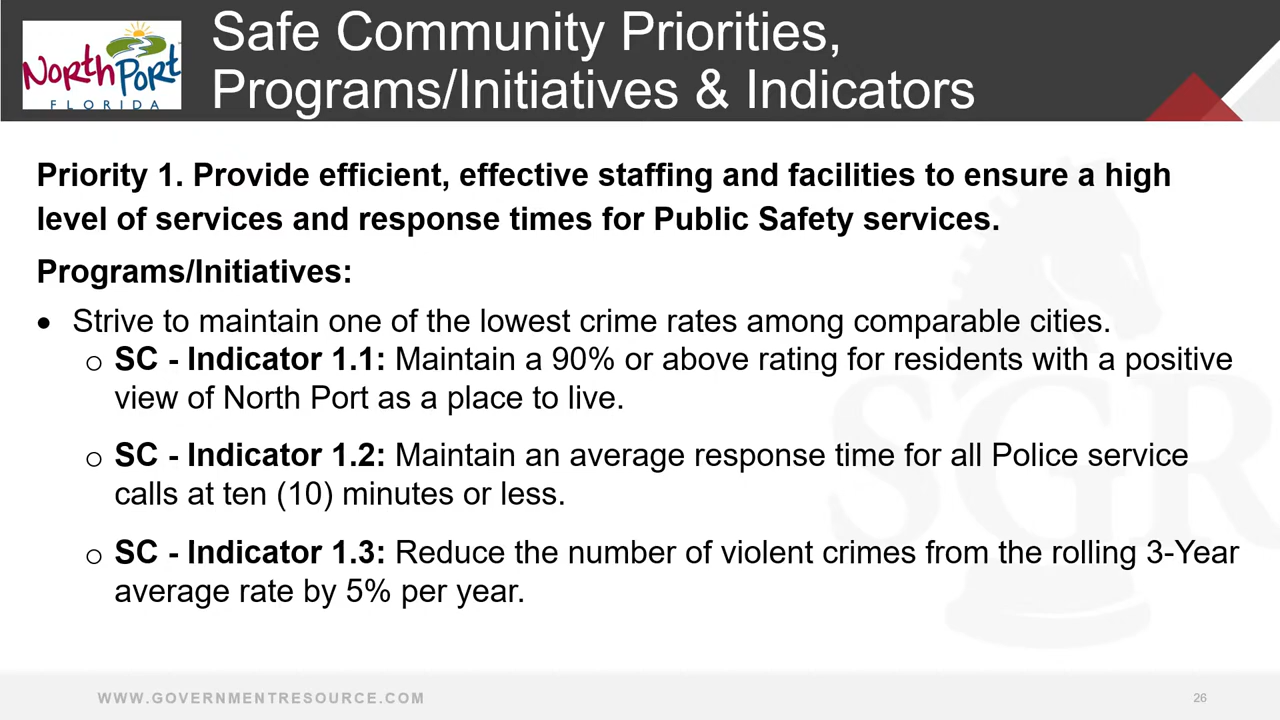 Safe Community Priorities,
Programs/Initiatives & Indicators
North Port
FLORIDA
Priority 1. Provide efficient, effective staffing and facilities to ensure a high
level of services and response times for Public Safety services.
Programs/Initiatives:
• Strive to maintain one of the lowest crime rates among comparable cities.
o SC - Indicator 1.1: Maintain a 90% or above rating for residents with a positive
view of North Port as a place to live.
o SC - Indicator 1.2: Maintain an average response time for all Police service
calls at ten (10) minutes or less.
o SC - Indicator 1.3: Reduce the number of violent crimes from the rolling 3-Year
average rate by 5% per year.
SGR
WWW.GOVERNMENTRESOURCE.COM
26